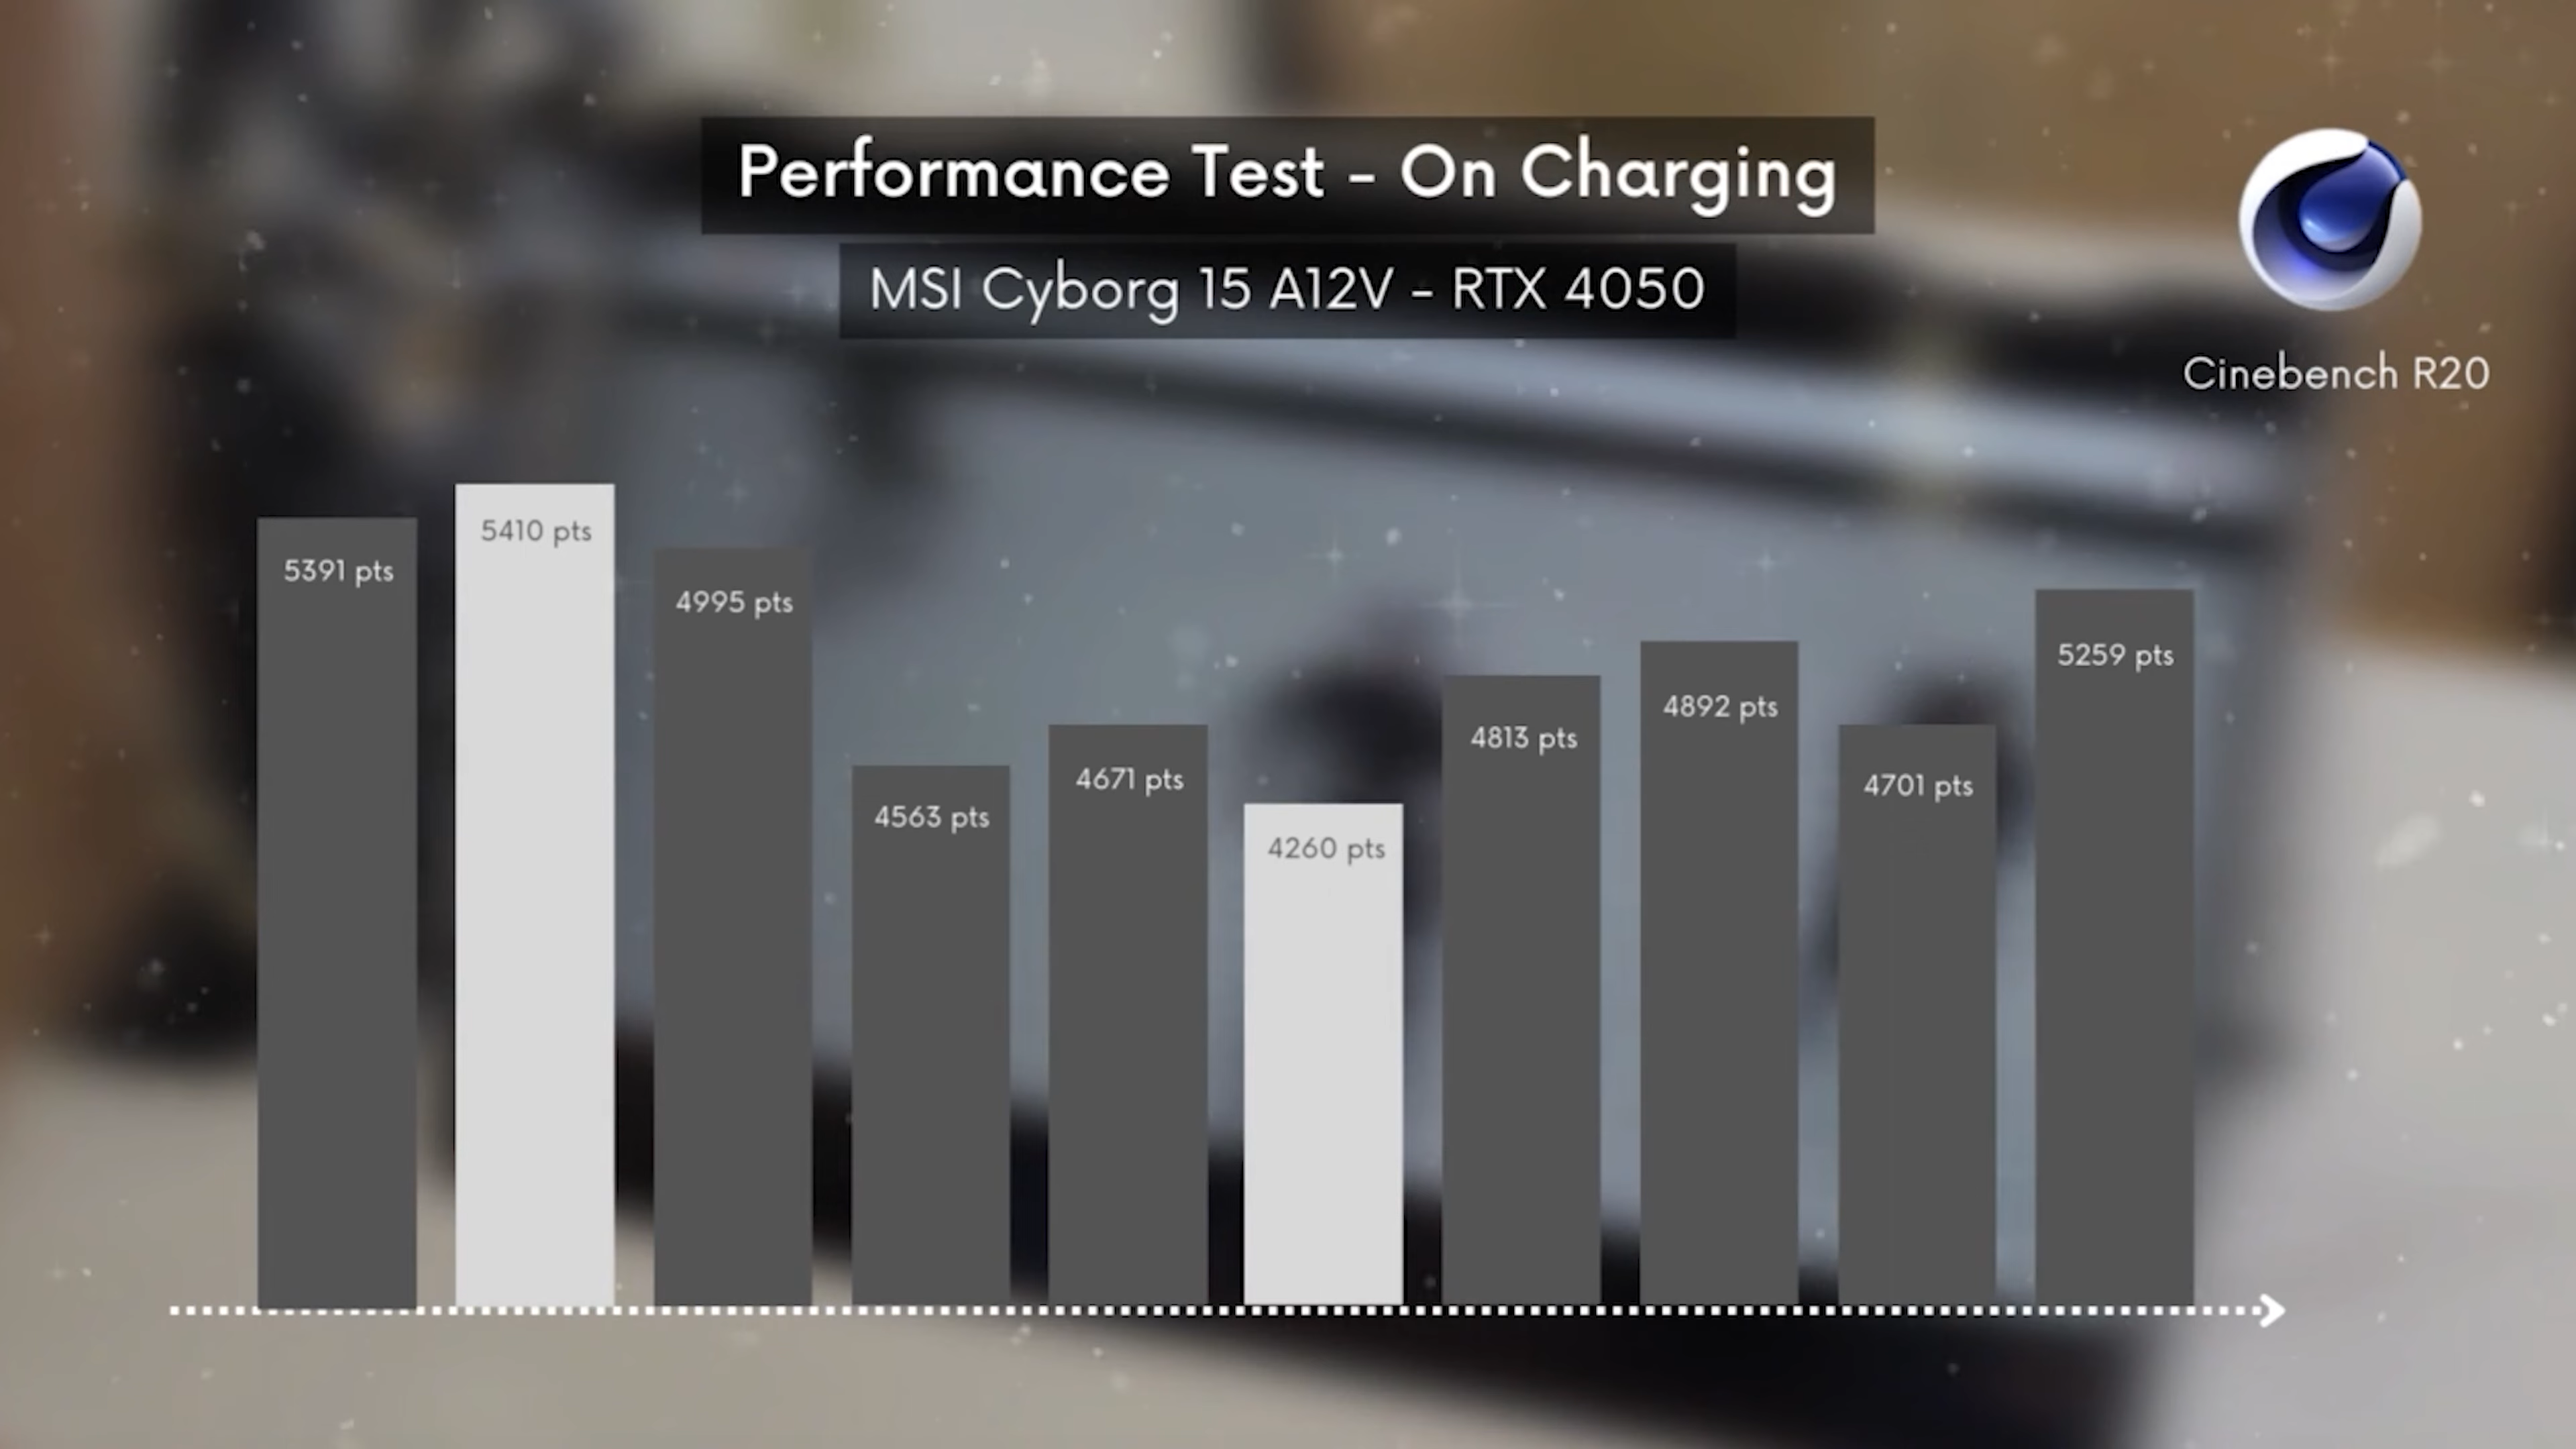 Performance Test - On Charging
MSI Cyborg 15 A12V - RTX 4050
Cinebench R20
5391 pts
5410 pts
4995 pts
4563 pts
4671 pts
4260 pts
4813 pts
4892 pts
4701 pts
5259 pts